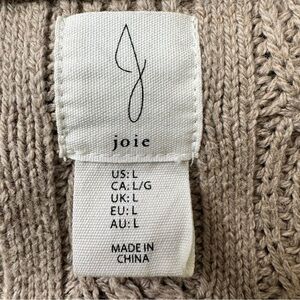 J
joie
US: L
CA: L/G
UK: L
EU: L
AU: L
MADE IN
CHINA